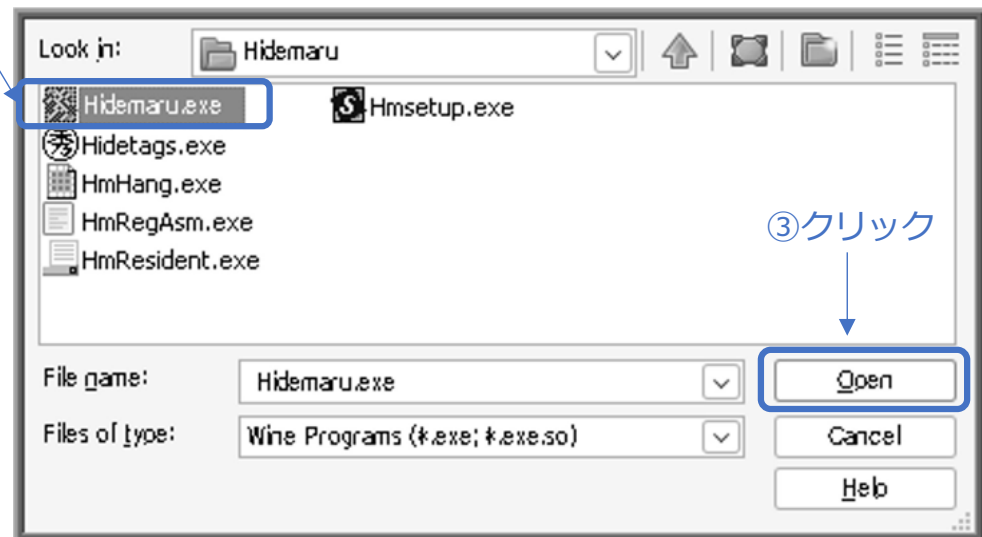 Look in:
Hidemaru
Hidemaru.exe
Hmsetup.exe
Hidetags.exe
HmHang.exe
HmRegAsm.exe
HmResident.exe
③クリック
File name:
Hidemaru.exe
Open
Files of type:
Wine Programs (*.exe; *.exe.so)
Cancel
Help